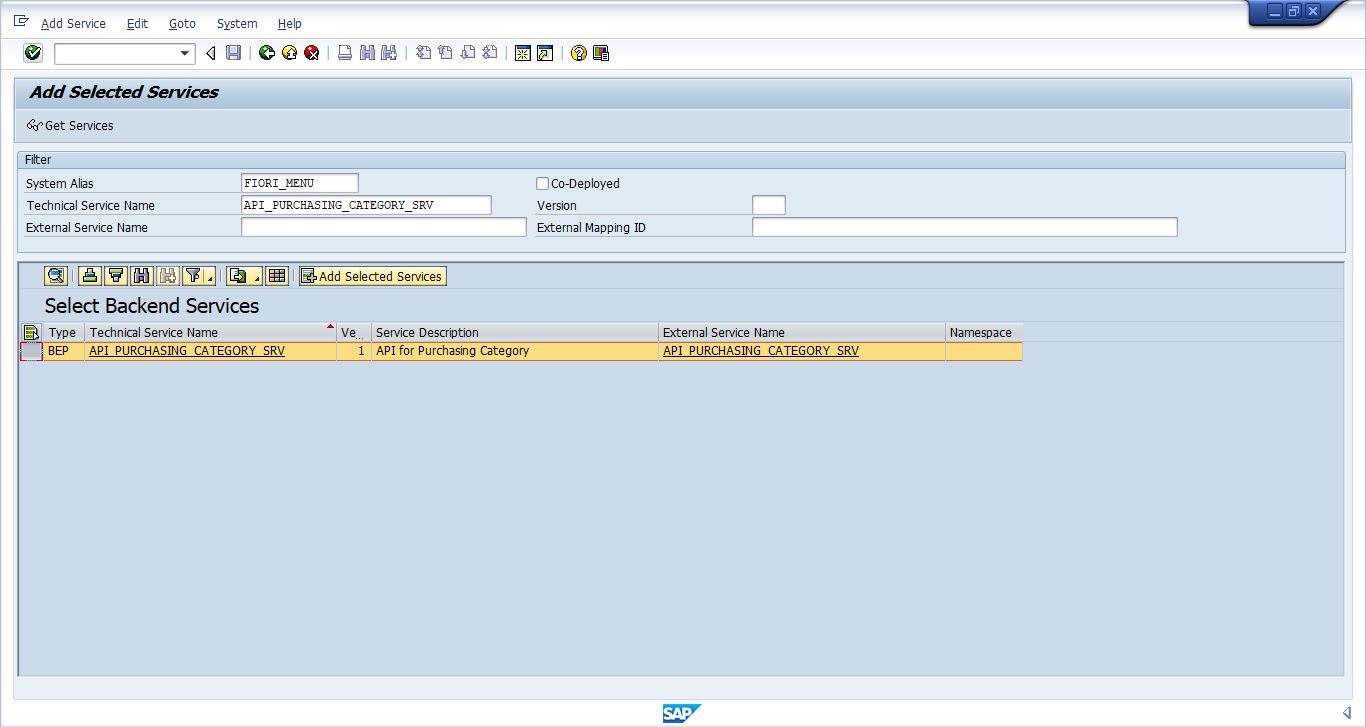 Add Service Edit Goto System Help
Add Selected Services
Get Services
Filter
System Alias FIORI_MENU Co-Deployed
Technical Service Name API_PURCHASING_CATEGORY_SRV Version
External Service Name External Mapping ID
Add Selected Services
Select Backend Services
Type Technical Service Name Ve... Service Description External Service Name Namespace
BEP API_PURCHASING_CATEGORY_SRV 1 API for Purchasing Category API_PURCHASING_CATEGORY_SRV
SAP